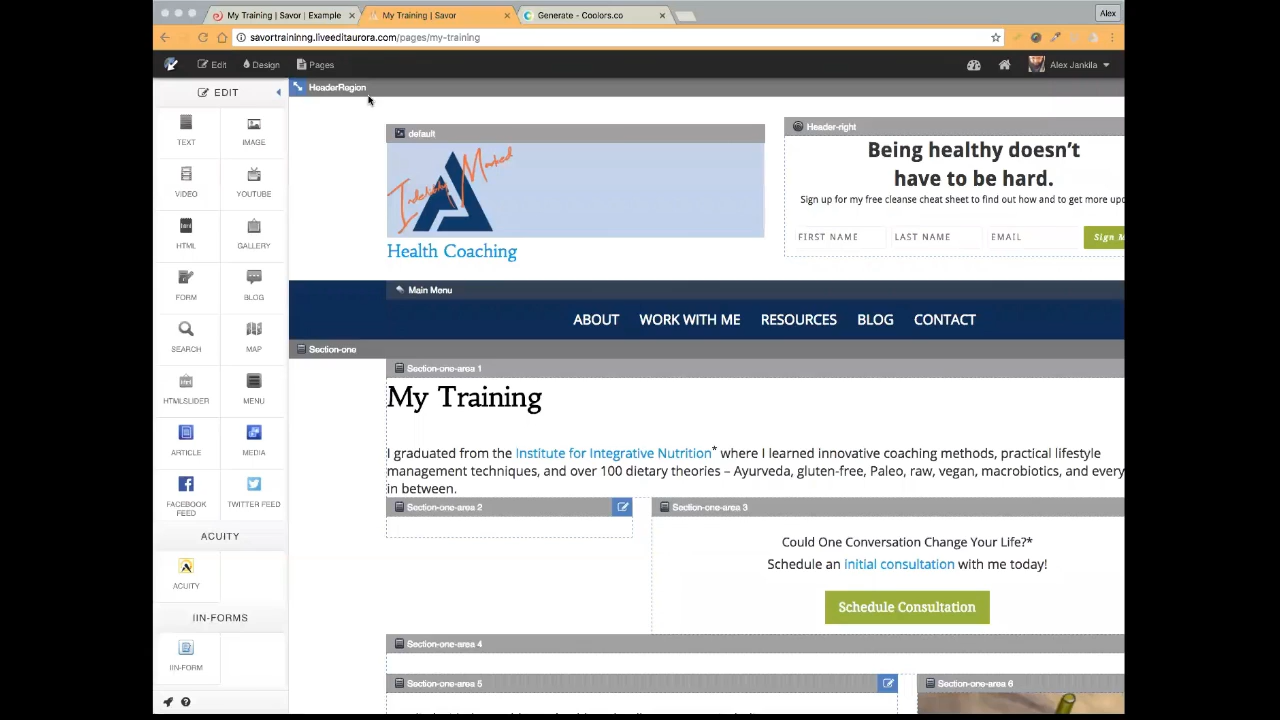 My Training | Savor | Example
My Training | Savor
Generate - Coolors.co
Alex
savortraininng.liveeditaurora.com/pages/my-training
Edit
Design
Pages
Alex Jankila
EDIT
TEXT
IMAGE
VIDEO
YOUTUBE
HTML
GALLERY
FORM
BLOG
SEARCH
MAP
HTMLSLIDER
MENU
ARTICLE
MEDIA
FACEBOOK
FEED
TWITTER FEED
ACUITY
ACUITY
IIN-FORMS
IIN-FORM
HeaderRegion
default
Marked
Health Coaching
Header-right
Being healthy doesn't
have to be hard.
Sign up for my free cleanse cheat sheet to find out how and to get more upd
FIRST NAME
LAST NAME
EMAIL
Sign M
Main Menu
ABOUT
WORK WITH ME
RESOURCES
BLOG
CONTACT
Section-one
Section-one-area 1
My Training
I graduated from the Institute for Integrative Nutrition* where I learned innovative coaching methods, practical lifestyle
management techniques, and over 100 dietary theories – Ayurveda, gluten-free, Paleo, raw, vegan, macrobiotics, and every
in between.
Section-one-area 2
Section-one-area 3
Could One Conversation Change Your Life?*
Schedule an initial consultation with me today!
Schedule Consultation
Section-one-area 4
Section-one-area 5
Section-one-area 6